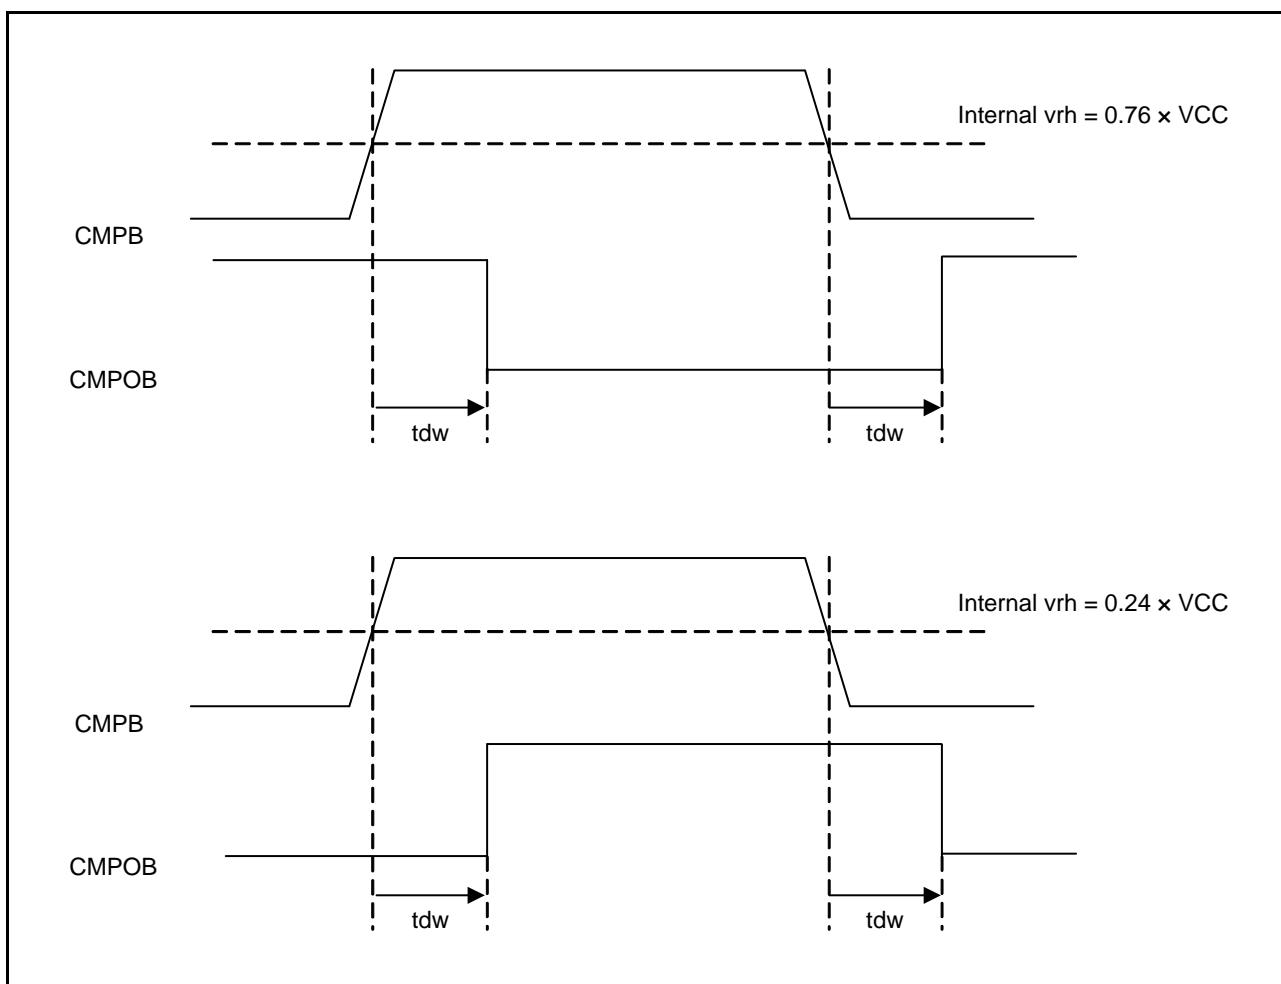 Internal vrh = 0.76 × VCC
CMPB
CMPOB
tdw
tdw
Internal vrh = 0.24 × VCC
CMPB
CMPOB
tdw
tdw